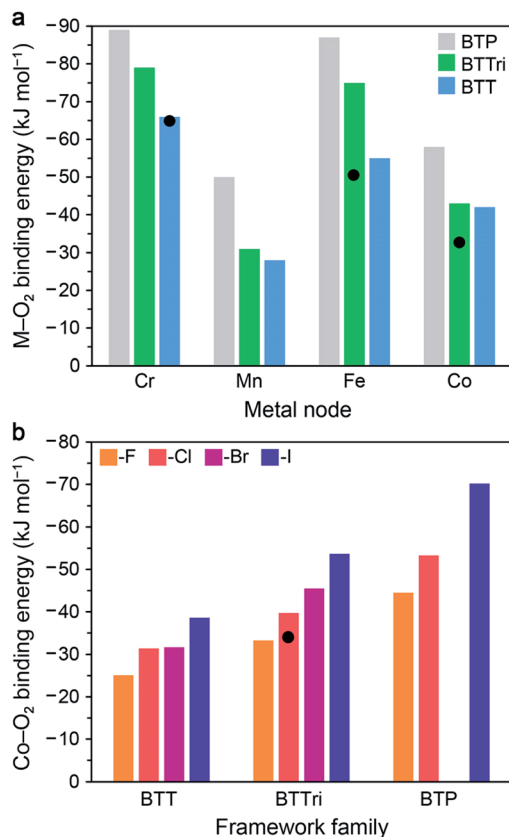 a
M–O₂ binding energy (kJ mol⁻¹)
−90
−80
−70
−60
−50
−40
−30
−20
−10
0
BTP
BTTri
BTT
Cr Mn Fe Co
Metal node
b
Co–O₂ binding energy (kJ mol⁻¹)
−80
−70
−60
−50
−40
−30
−20
−10
0
-F -Cl -Br -I
BTT BTTri BTP
Framework family